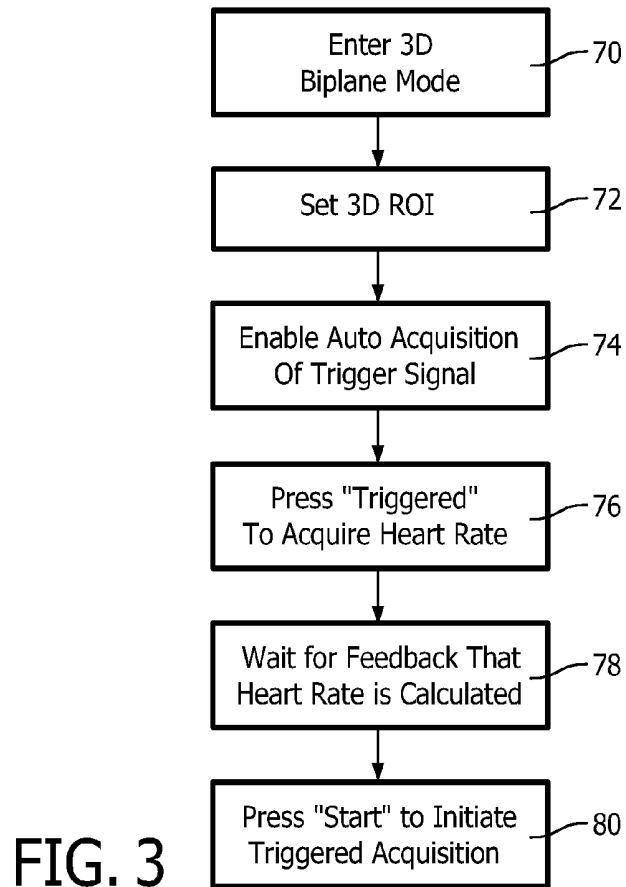 Enter 3D
Biplane Mode
70
Set 3D ROI
72
Enable Auto Acquisition
Of Trigger Signal
74
Press "Triggered"
To Acquire Heart Rate
76
Wait for Feedback That
Heart Rate is Calculated
78
Press "Start" to Initiate
Triggered Acquisition
80
FIG. 3